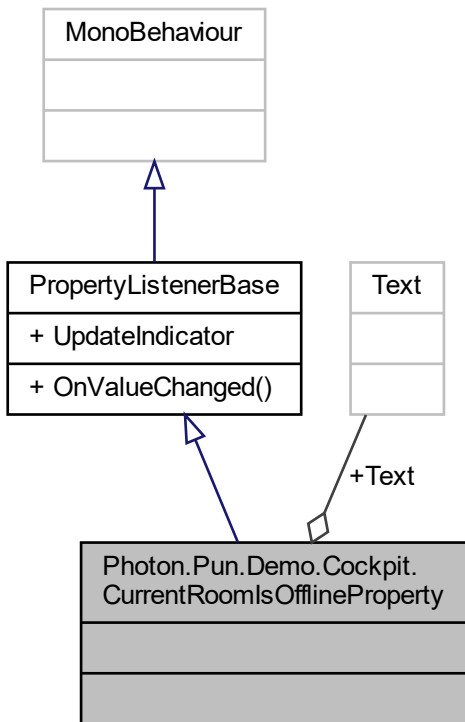 MonoBehaviour
PropertyListenerBase
+ UpdateIndicator
+ OnValueChanged()
Text
+Text
Photon.Pun.Demo.Cockpit.
CurrentRoomIsOfflineProperty